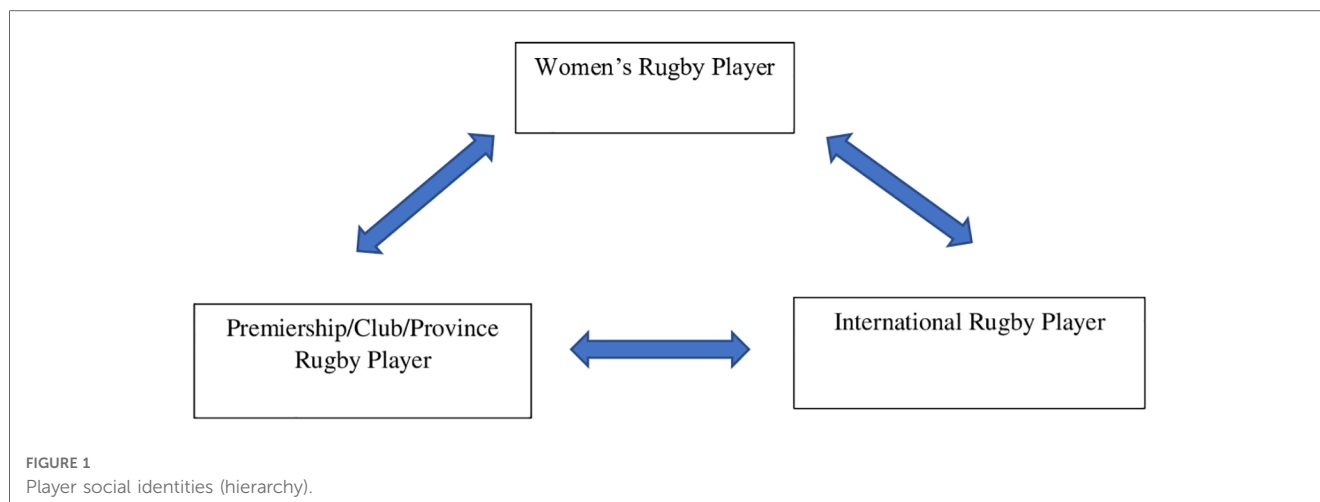 Women’s Rugby Player
Premiership/Club/Province
Rugby Player
International Rugby Player
FIGURE 1
Player social identities (hierarchy).